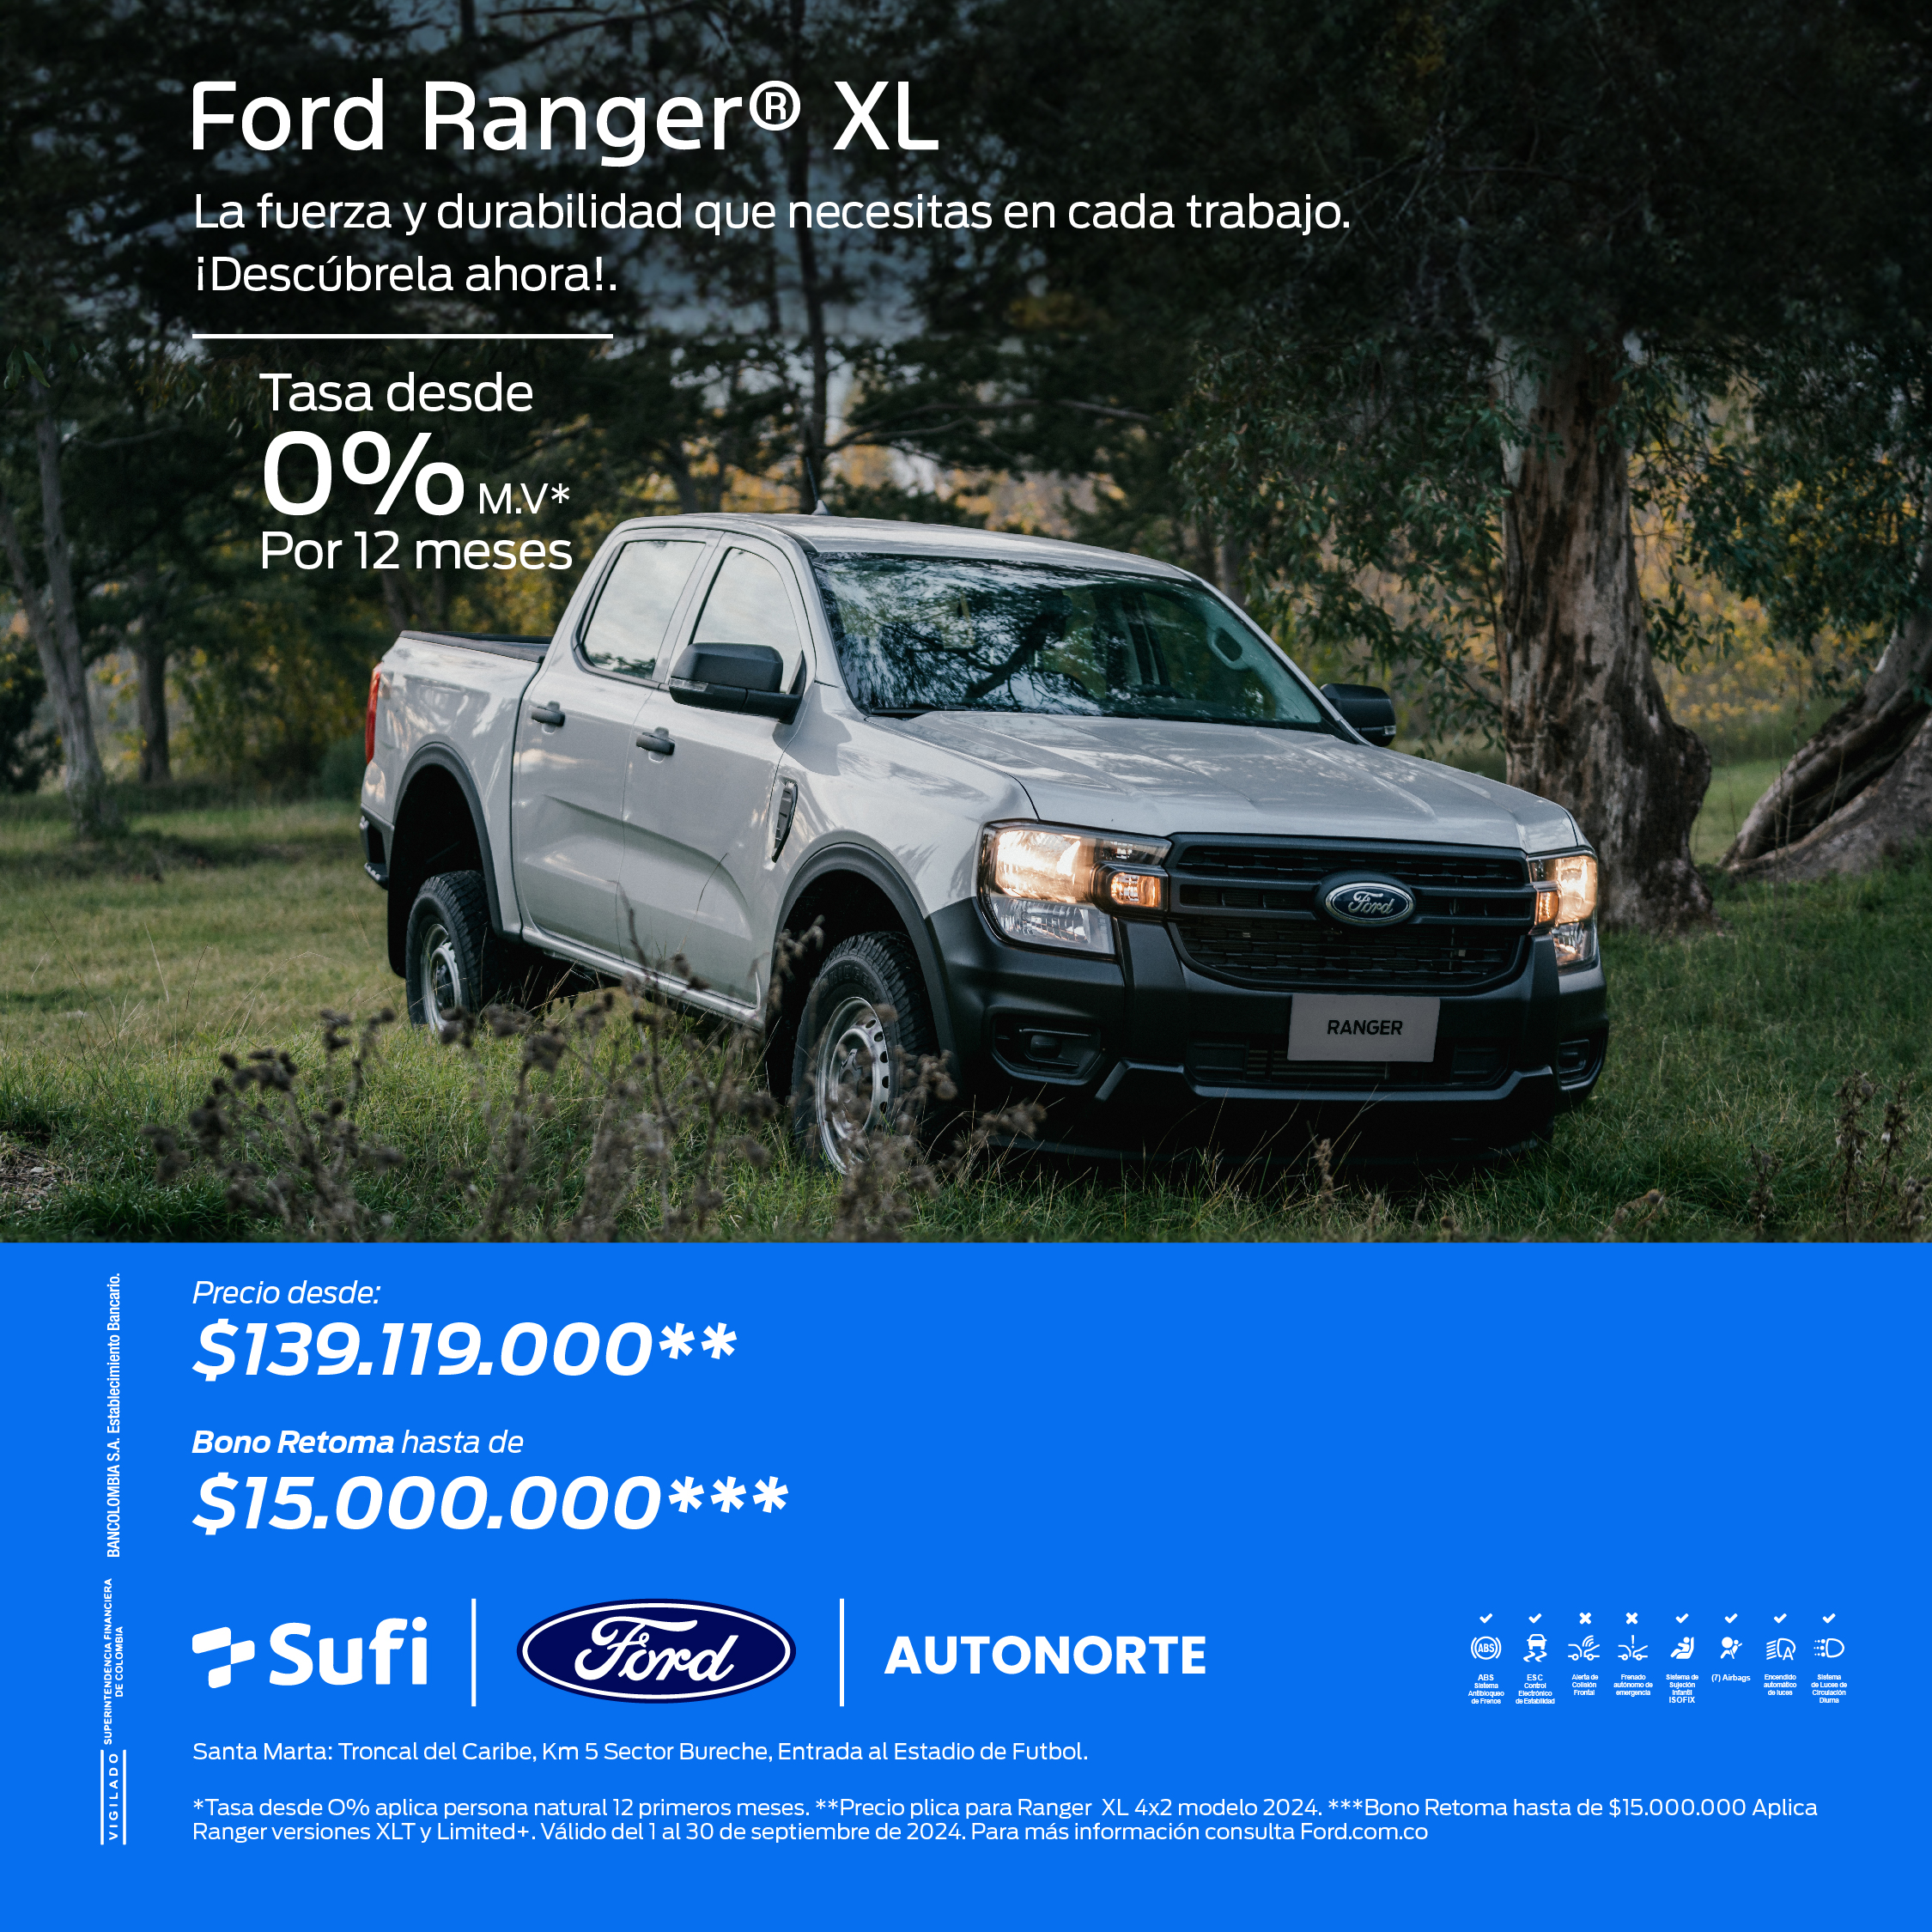 Ford Ranger® XL
La fuerza y durabilidad que necesitas en cada trabajo.
¡Descúbrela ahora!.
Tasa desde
0% M.V*
Por 12 meses
Ford
RANGER
Precio desde:
$139.119.000**
Bono Retoma hasta de
$15.000.000***
BANCOLOMBIA S.A. Establecimiento Bancario.
VIGILADO
SUPERINTENDENCIA FINANCIERA
DE COLOMBIA
Sufi
Ford
AUTONORTE
ABS
ABS
Sistema
Antibloqueo
de Frenos
ESC
Control
Electrónico
de Estabilidad
Alerta de
Colisión
Frontal
Frenado
autónomo de
emergencia
Sistema de
Sujeción
Infantil
ISOFIX
(7) Airbags
A
Encendido
automático
de luces
Sistema
de Luces de
Circulación
Diurna
Santa Marta: Troncal del Caribe, Km 5 Sector Bureche, Entrada al Estadio de Futbol.
*Tasa desde O% aplica persona natural 12 primeros meses. **Precio plica para Ranger XL 4x2 modelo 2024. ***Bono Retoma hasta de $15.000.000 Aplica
Ranger versiones XLT y Limited+. Válido del 1 al 30 de septiembre de 2024. Para más información consulta Ford.com.co